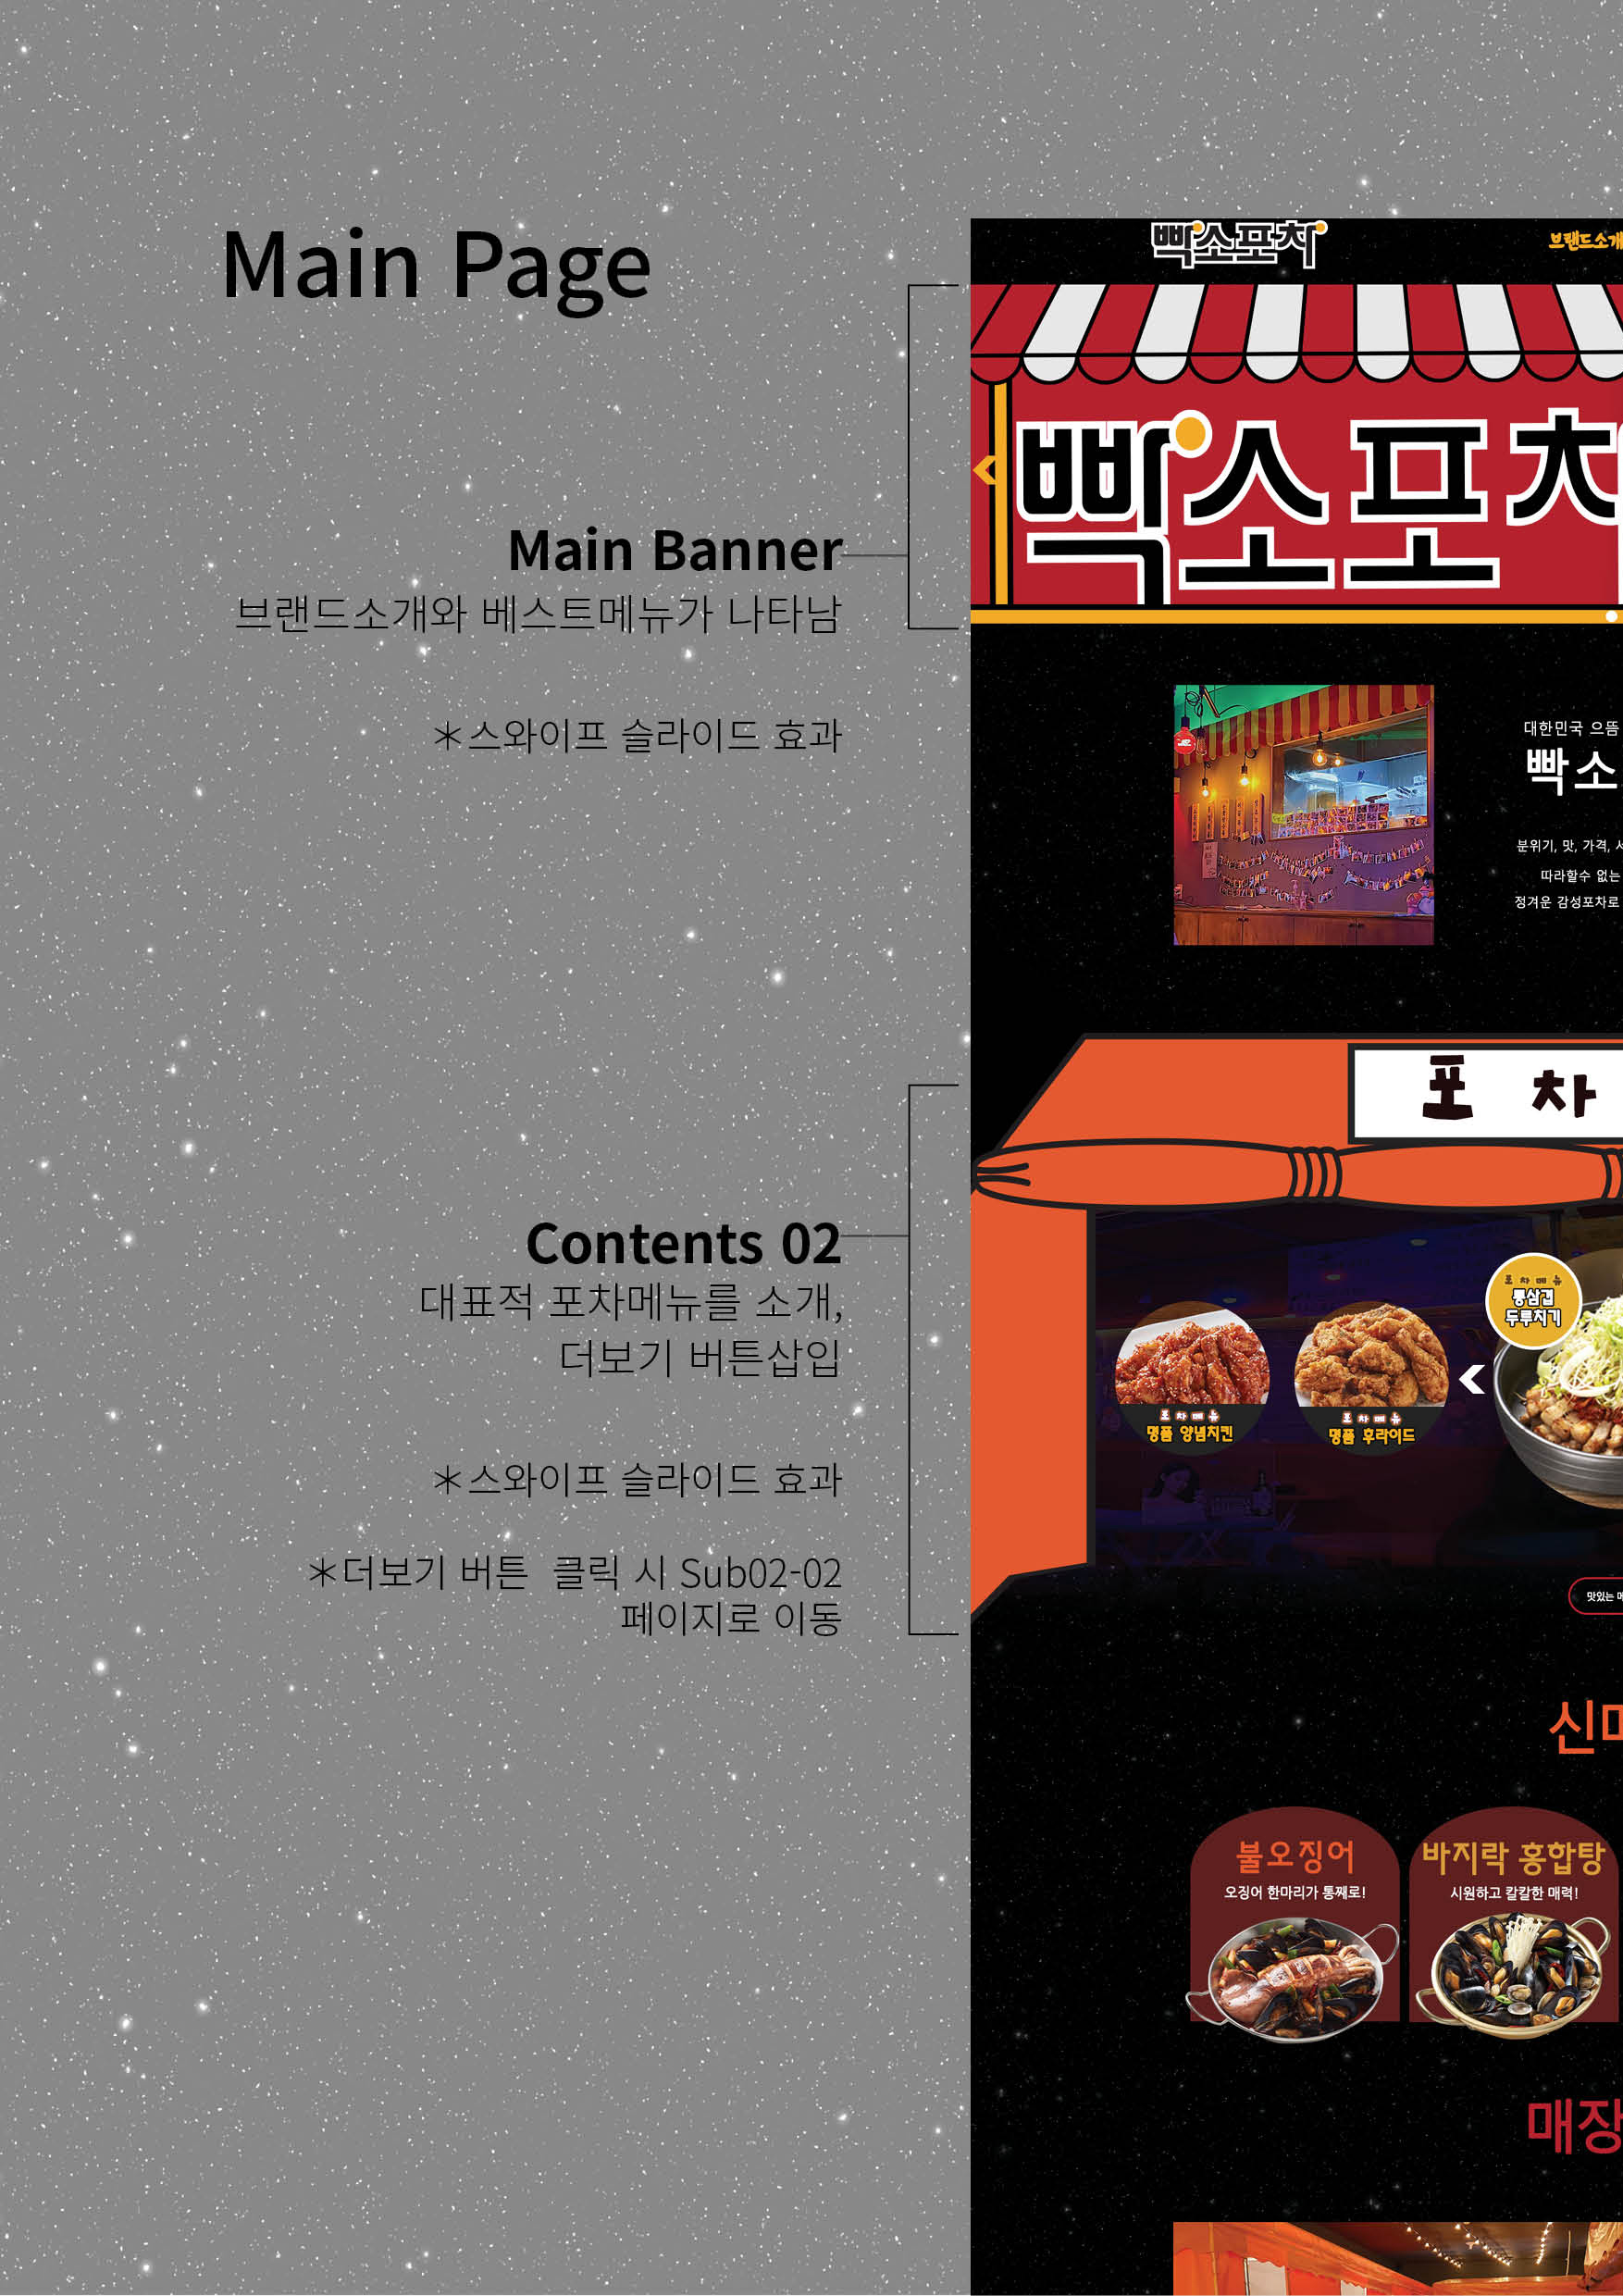 Main Page
Main Banner
브랜드소개와 베스트메뉴가 나타남
*스와이프 슬라이드 효과
Contents 02
대표적 포차메뉴를 소개,
더보기 버튼삽입
*스와이프 슬라이드 효과
*더보기 버튼 클릭 시 Sub02-02
페이지로 이동
빡소포차
브랜드소개
빡소포차
대한민국 으뜸
빡소
분위기, 맛, 가격,
따라할수 없는
정겨운 감성포차로
포 차
포차메뉴
통삼겹
두루치기
포차메뉴
명품 양념치킨
포차메뉴
명품 후라이드
맛있는
신
불오징어
오징어 한마리가 통째로!
바지락 홍합탕
시원하고 칼칼한 매력!
매장